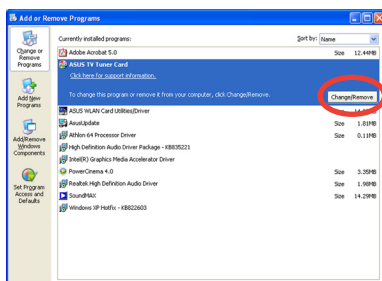 Add or Remove Programs
Change or
Remove
Programs
Add New
Programs
Add/Remove
Windows
Components
Set Program
Access and
Defaults
Currently installed programs:
Sort by: Name
Adobe Acrobat 5.0 Size 12.44MB
ASUS TV Tuner Card
Click here for support information.
To change this program or remove it from your computer, click Change/Remove.
Change/Remove
ASUS WLAN Card Utilities/Driver
AsusUpdate Size 1.81MB
Athlon 64 Processor Driver Size 0.11MB
High Definition Audio Driver Package - KB835221
Intel(R) Graphics Media Accelerator Driver
PowerCinema 4.0 Size 3.35MB
Realtek High Definition Audio Driver Size 1.98MB
SoundMAX Size 14.29MB
Windows XP Hotfix - KB822603